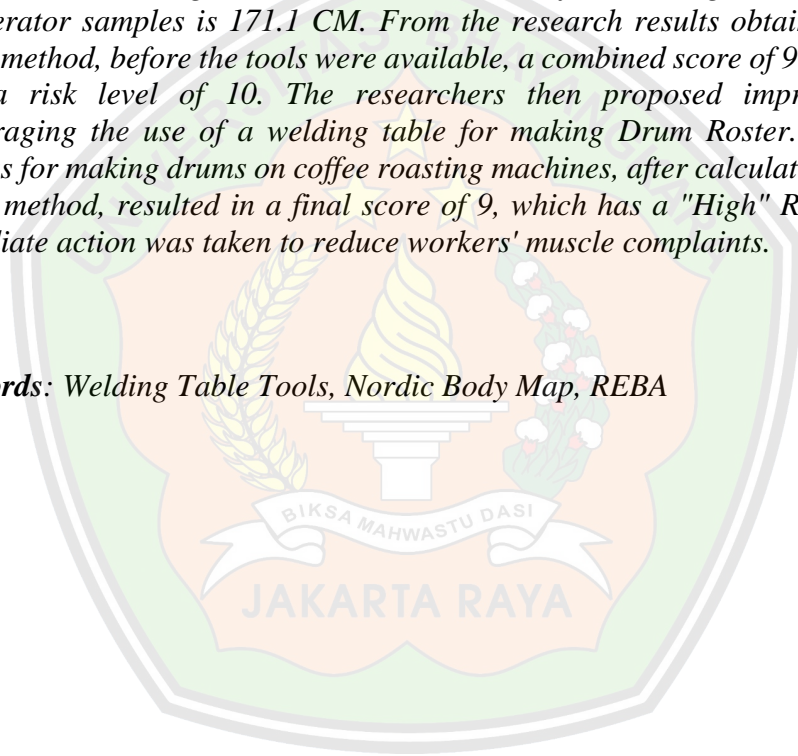 erator samples is 171.1 CM. From the research results obtai
method, before the tools were available, a combined score of 9
a risk level of 10. The researchers then proposed impr
raging the use of a welding table for making Drum Roster.
s for making drums on coffee roasting machines, after calculat
method, resulted in a final score of 9, which has a "High" R
diate action was taken to reduce workers' muscle complaints.
rds: Welding Table Tools, Nordic Body Map, REBA
UNIVERSITAS BHAYANGKARA
BIKSA MAHWASTU DASI
JAKARTA RAYA